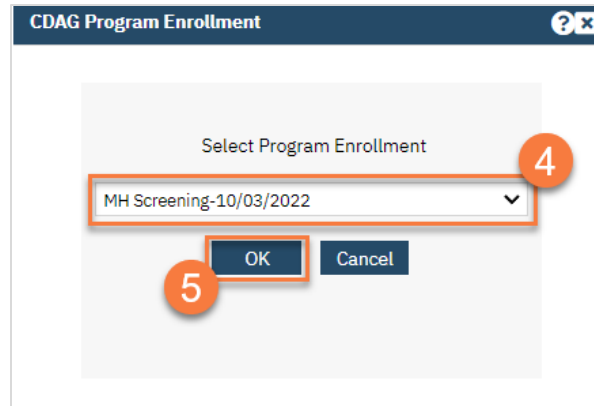 CDAG Program Enrollment ? x
Select Program Enrollment
4
MH Screening-10/03/2022
OK Cancel
5